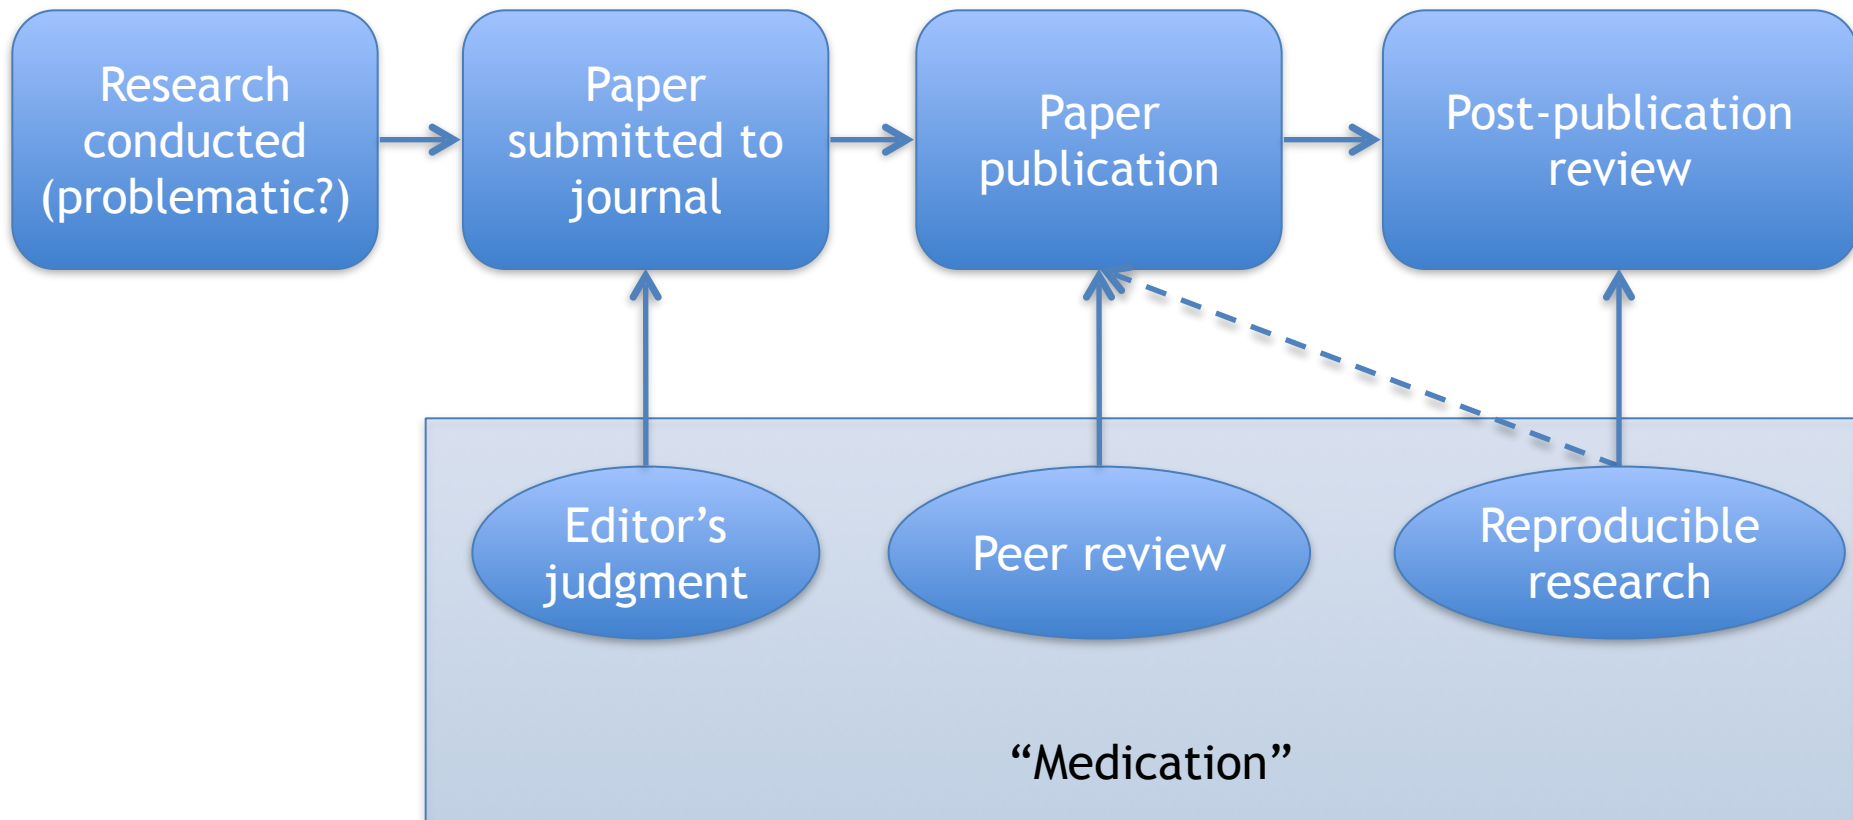 Research
conducted
(problematic?)
Paper
submitted to
journal
Paper
publication
Post-publication
review
Editor’s
judgment
Peer review
Reproducible
research
“Medication”